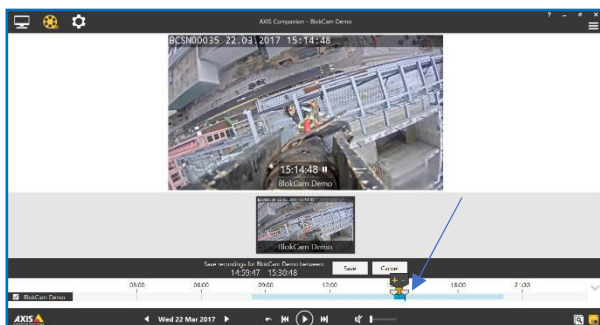 AXIS Companion - BlokCam Demo
BCSN00035 22.03.2017 15:14:48
15:14:48
BlokCam Demo
BlokCam Demo
Save recordings for BlokCam Demo between:
14:59:47 15:30:48
Save
Cancel
03:00 06:00 09:00 12:00 18:00 21:00
BlokCam Demo
AXIS
Wed 22 Mar 2017